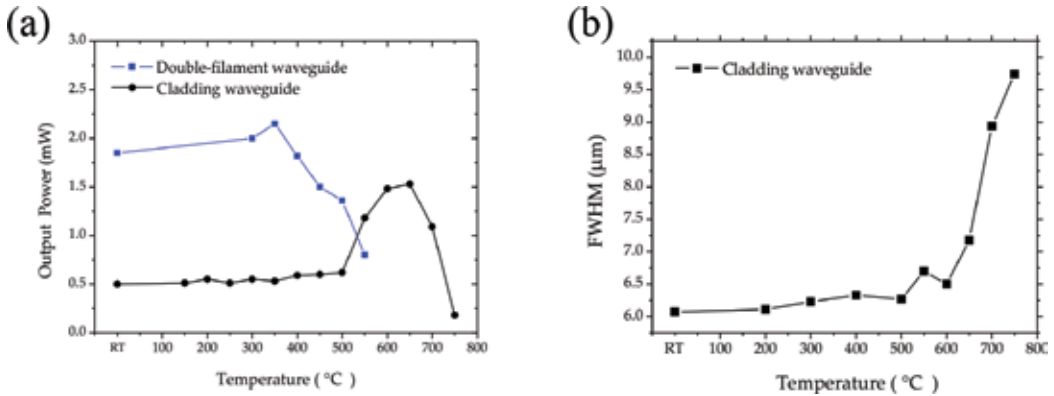 (a)
3.0
2.5
2.0
1.5
1.0
0.5
0.0
Output Power (mW)
Double-filament waveguide
Cladding waveguide
RT 100 200 300 400 500 600 700 800
Temperature ( °C )
(b)
10.0
9.5
9.0
8.5
8.0
7.5
7.0
6.5
6.0
FWHM (μm)
Cladding waveguide
RT 100 200 300 400 500 600 700 800
Temperature ( °C )